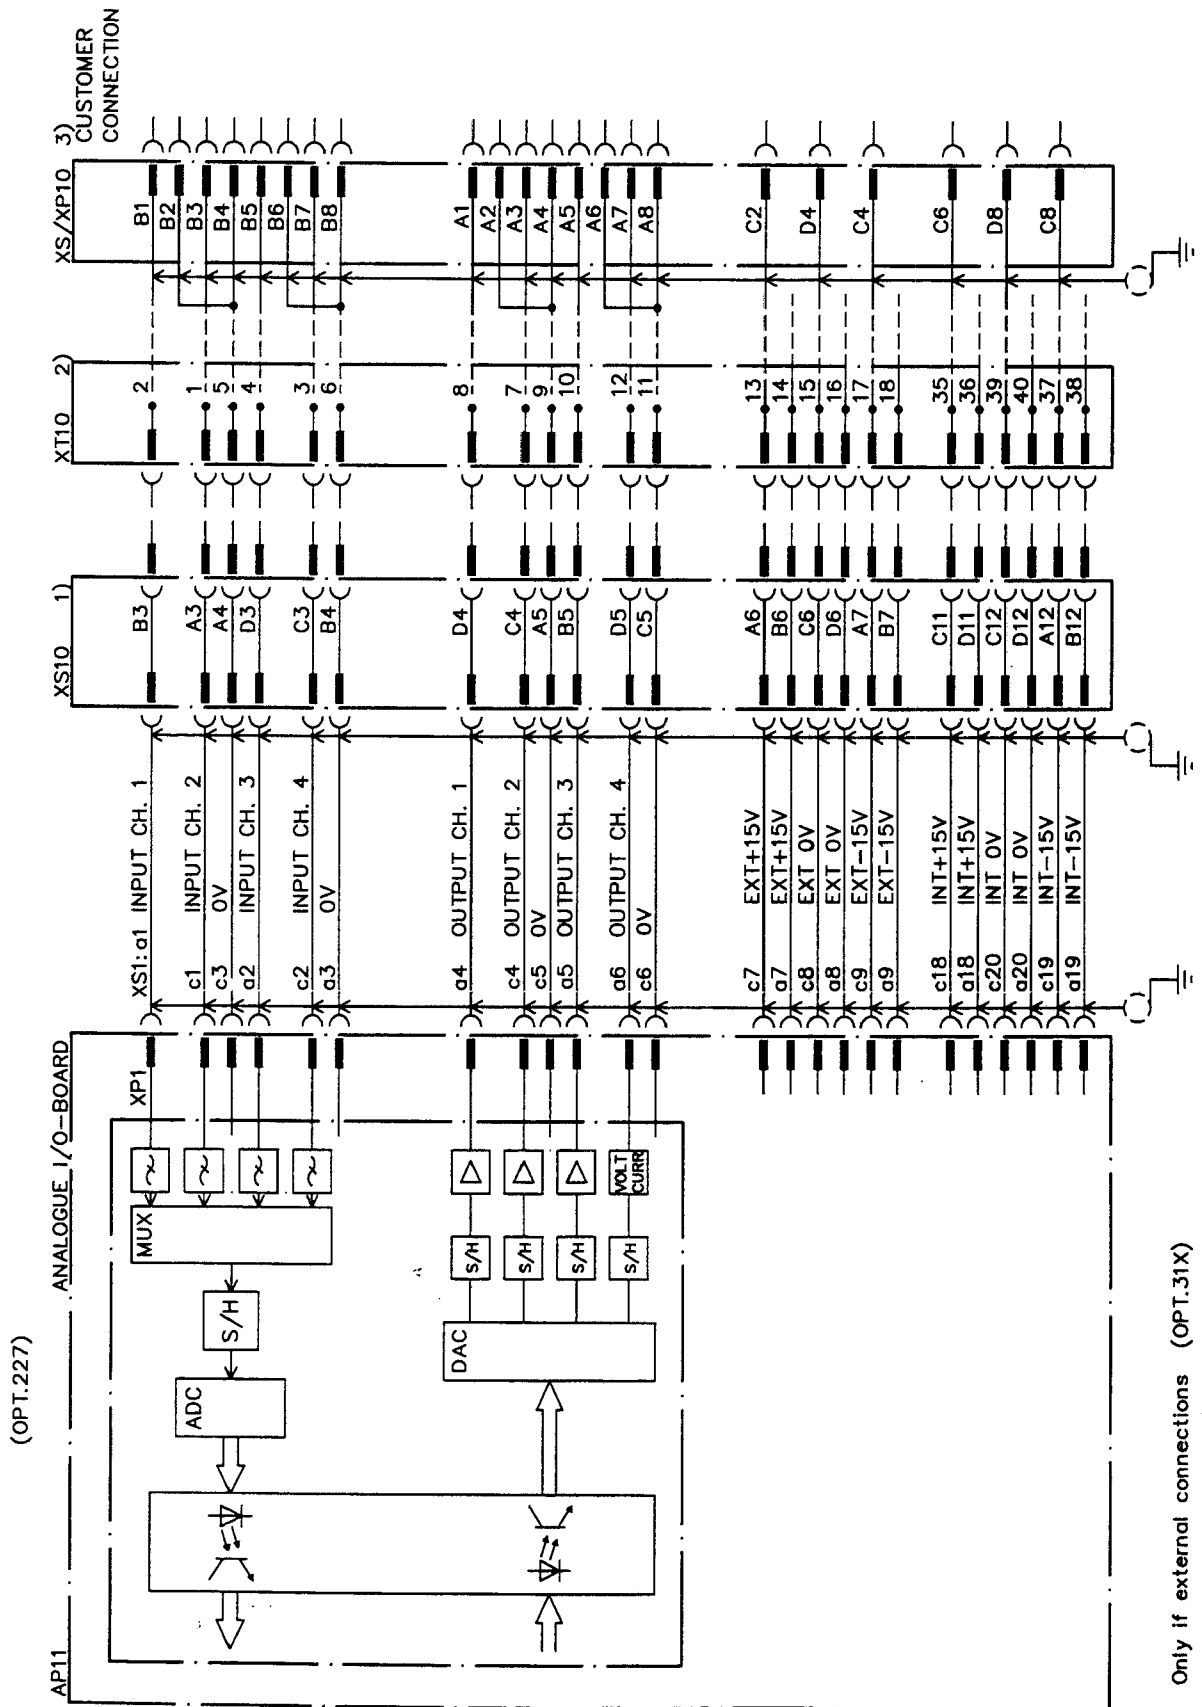 (OPT.227)
AP11
ANALOGUE I/O-BOARD
XP1
MUX
S/H
ADC
DAC
S/H
S/H
S/H
S/H
VOLT
CURR
XS1:a1 INPUT CH. 1
c1 INPUT CH. 2
c3 0V
a2 INPUT CH. 3
c2 INPUT CH. 4
a3 0V
a4 OUTPUT CH. 1
c4 OUTPUT CH. 2
c5 0V
a5 OUTPUT CH. 3
a6 OUTPUT CH. 4
c6 0V
c7 EXT+15V
a7 EXT+15V
c8 EXT 0V
a8 EXT 0V
c9 EXT-15V
a9 EXT-15V
c18 INT+15V
a18 INT+15V
c20 INT 0V
a20 INT 0V
c19 INT-15V
a19 INT-15V
XS10 1)
B3
A3
A4
D3
C3
B4
D4
C4
A5
B5
D5
C5
A6
B6
C6
D6
A7
B7
C11
D11
C12
D12
A12
B12
XT10 2)
2
1
5
4
3
6
8
7
9
10
12
11
13
14
15
16
17
18
35
36
39
40
37
38
XS/XP10 3)
CUSTOMER
CONNECTION
B1
B2
B3
B4
B5
B6
B7
B8
A1
A2
A3
A4
A5
A6
A7
A8
C2
D4
C4
C6
D8
C8
Only if external connections (OPT.31X)